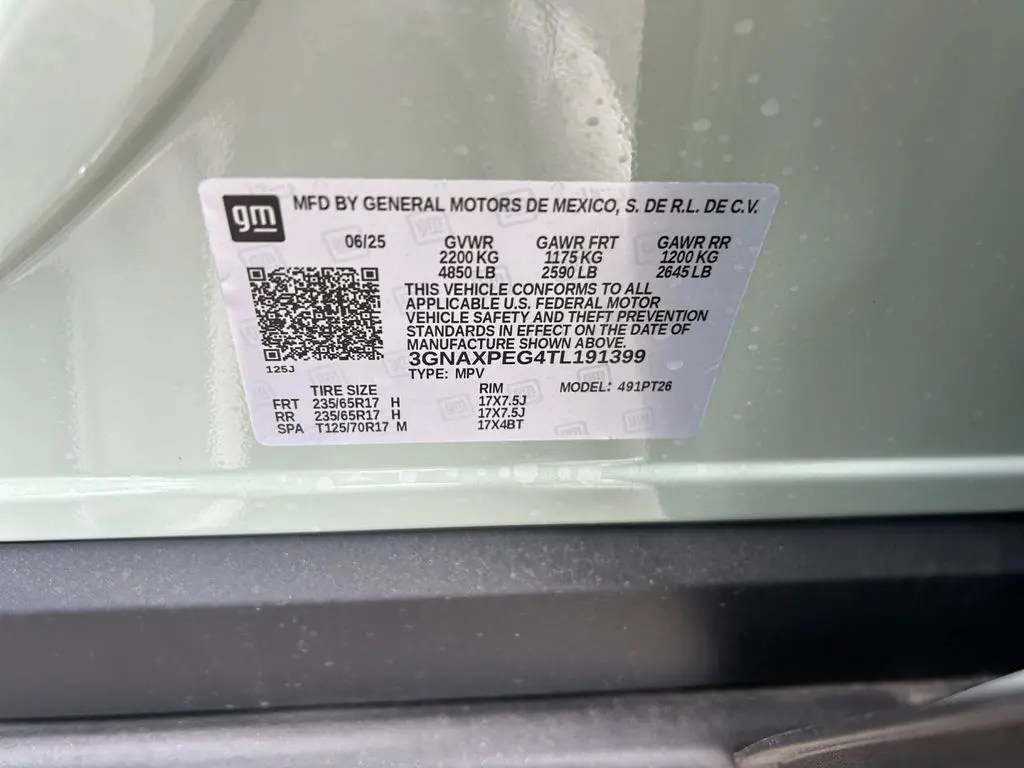 gm MFD BY GENERAL MOTORS DE MEXICO, S. DE R.L. DE C.V.
06/25 GVWR GAWR FRT GAWR RR
2200 KG 1175 KG 1200 KG
4850 LB 2590 LB 2645 LB
THIS VEHICLE CONFORMS TO ALL
APPLICABLE U.S. FEDERAL MOTOR
VEHICLE SAFETY AND THEFT PREVENTION
STANDARDS IN EFFECT ON THE DATE OF
MANUFACTURE SHOWN ABOVE.
3GNAXPEG4TL191399
125J
TYPE: MPV
TIRE SIZE RIM MODEL: 491PT26
FRT 235/65R17 H 17X7.5J
RR 235/65R17 H 17X7.5J
SPA T125/70R17 M 17X4BT